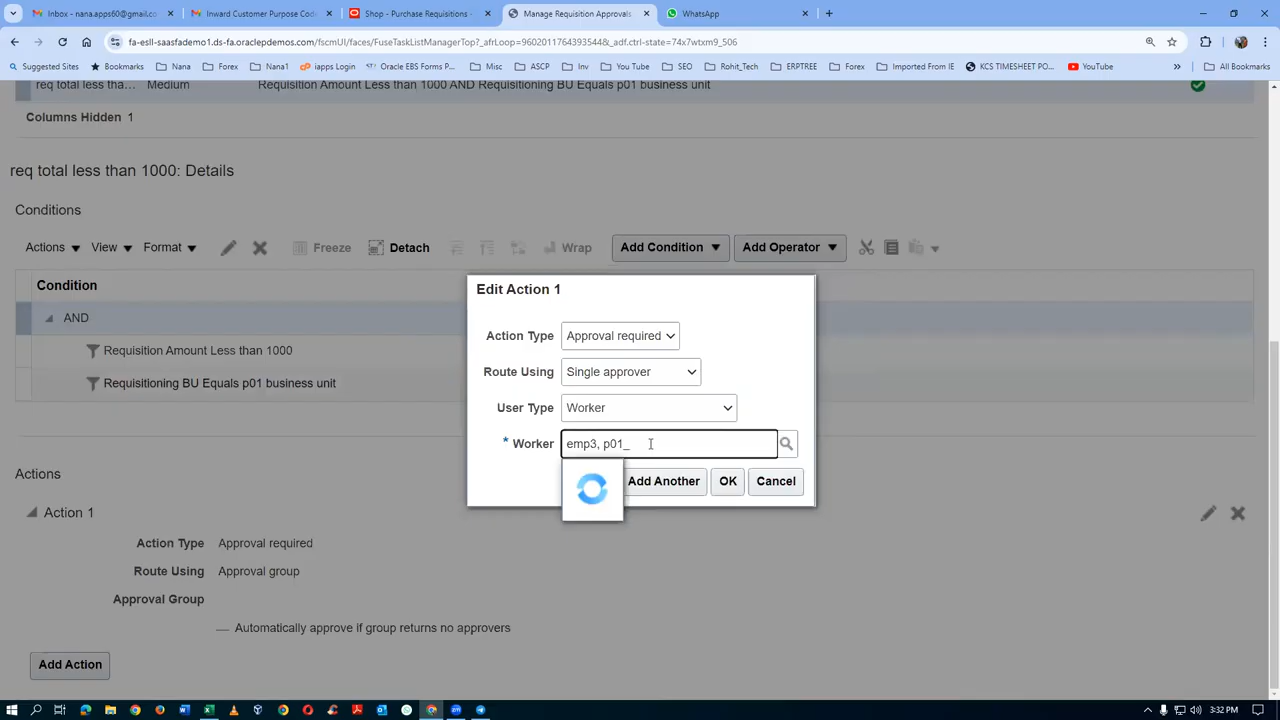 Inbox - nana.apps60@gmail.co
Inward Customer Purpose Code
Shop - Purchase Requisitions -
Manage Requisition Approvals
WhatsApp
fa-esll-saasfademo1.ds-fa.oraclepdemos.com/fscmUI/faces/FuseTaskListManagerTop?_afrLoop=9602011764393544&_adf.ctrl-state=74x7wtxm9_506
Suggested Sites Bookmarks Nana Forex Nana1 iapps Login Oracle EBS Forms P... Misc ASCP Inv You Tube SEO Rohit_Tech ERPTREE Forex Imported From IE KCS TIMESHEET PO... YouTube » All Bookmarks
req total less tha... Medium Requisition Amount Less than 1000 AND Requisitioning BU Equals p01 business unit
Columns Hidden 1
req total less than 1000: Details
Conditions
Actions View Format Freeze Detach Wrap Add Condition Add Operator
Condition
AND
Requisition Amount Less than 1000
Requisitioning BU Equals p01 business unit
Edit Action 1
Action Type Approval required
Route Using Single approver
User Type Worker
* Worker emp3, p01_
Add Another OK Cancel
Actions
Action 1
Action Type Approval required
Route Using Approval group
Approval Group
Automatically approve if group returns no approvers
Add Action
3:32 PM